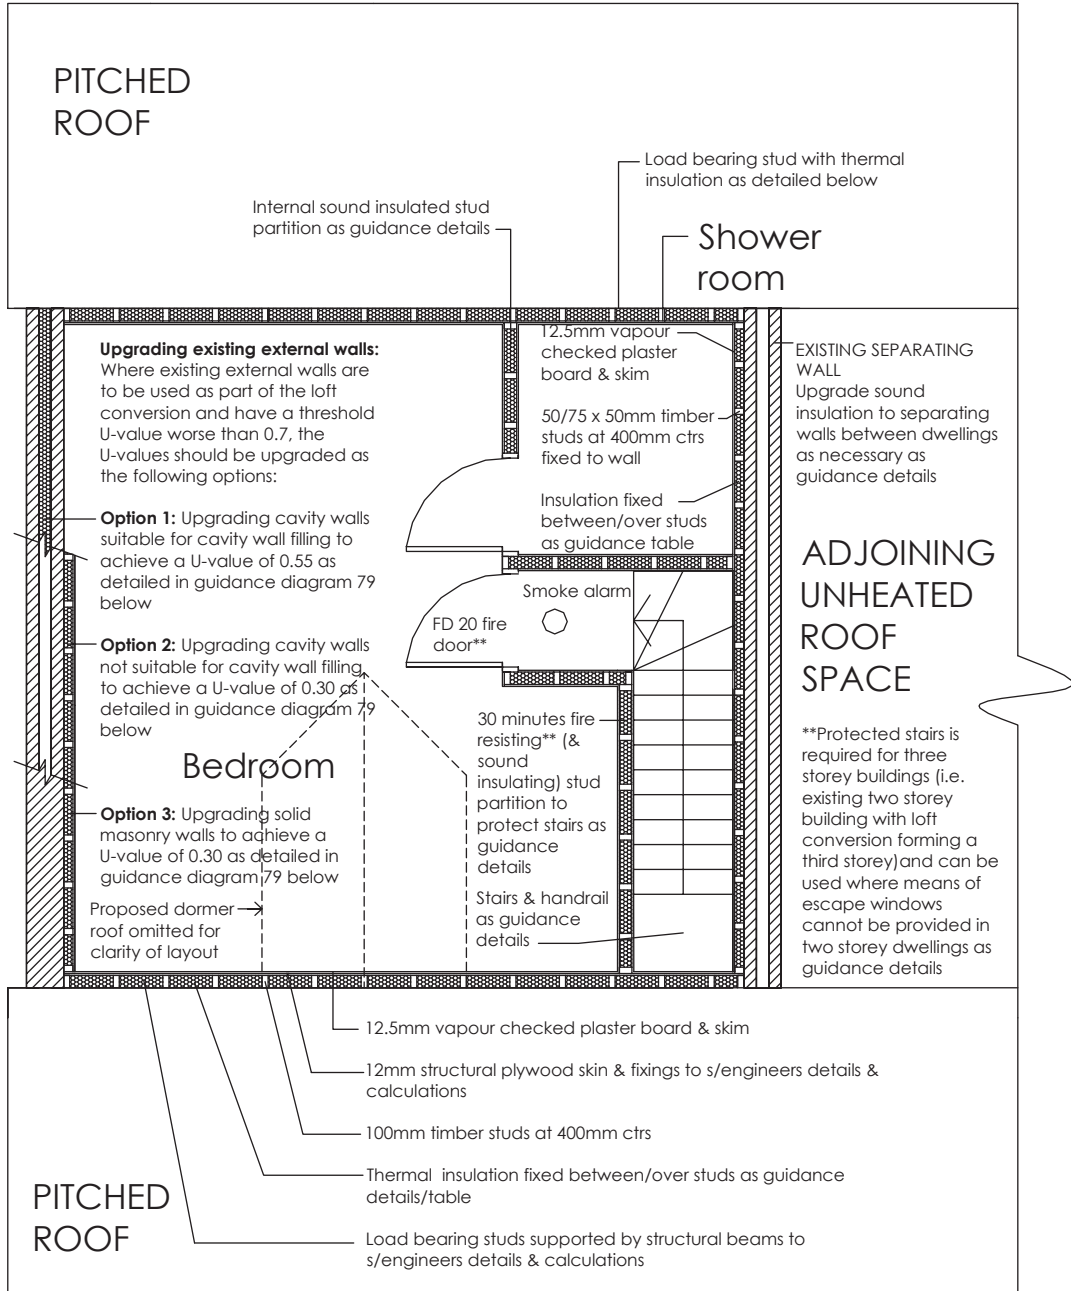 PITCHED
ROOF
Load bearing stud with thermal
insulation as detailed below
Internal sound insulated stud
partition as guidance details
Shower
room
Upgrading existing external walls:
Where existing external walls are
to be used as part of the loft
conversion and have a threshold
U-value worse than 0.7, the
U-values should be upgraded as
the following options:
Option 1: Upgrading cavity walls
suitable for cavity wall filling to
achieve a U-value of 0.55 as
detailed in guidance diagram 79
below
Option 2: Upgrading cavity walls
not suitable for cavity wall filling
to achieve a U-value of 0.30 as
detailed in guidance diagram 79
below
Bedroom
Option 3: Upgrading solid
masonry walls to achieve a
U-value of 0.30 as detailed in
guidance diagram 79 below
Proposed dormer
roof omitted for
clarity of layout
12.5mm vapour
checked plaster
board & skim
50/75 x 50mm timber
studs at 400mm ctrs
fixed to wall
Insulation fixed
between/over studs
as guidance table
Smoke alarm
FD 20 fire
door**
30 minutes fire
resisting** (&
sound
insulating) stud
partition to
protect stairs as
guidance
details
Stairs & handrail
as guidance
details
EXISTING SEPARATING
WALL
Upgrade sound
insulation to separating
walls between dwellings
as necessary as
guidance details
ADJOINING
UNHEATED
ROOF
SPACE
**Protected stairs is
required for three
storey buildings (i.e.
existing two storey
building with loft
conversion forming a
third storey)and can be
used where means of
escape windows
cannot be provided in
two storey dwellings as
guidance details
12.5mm vapour checked plaster board & skim
12mm structural plywood skin & fixings to s/engineers details &
calculations
100mm timber studs at 400mm ctrs
Thermal insulation fixed between/over studs as guidance
details/table
Load bearing studs supported by structural beams to
s/engineers details & calculations
PITCHED
ROOF